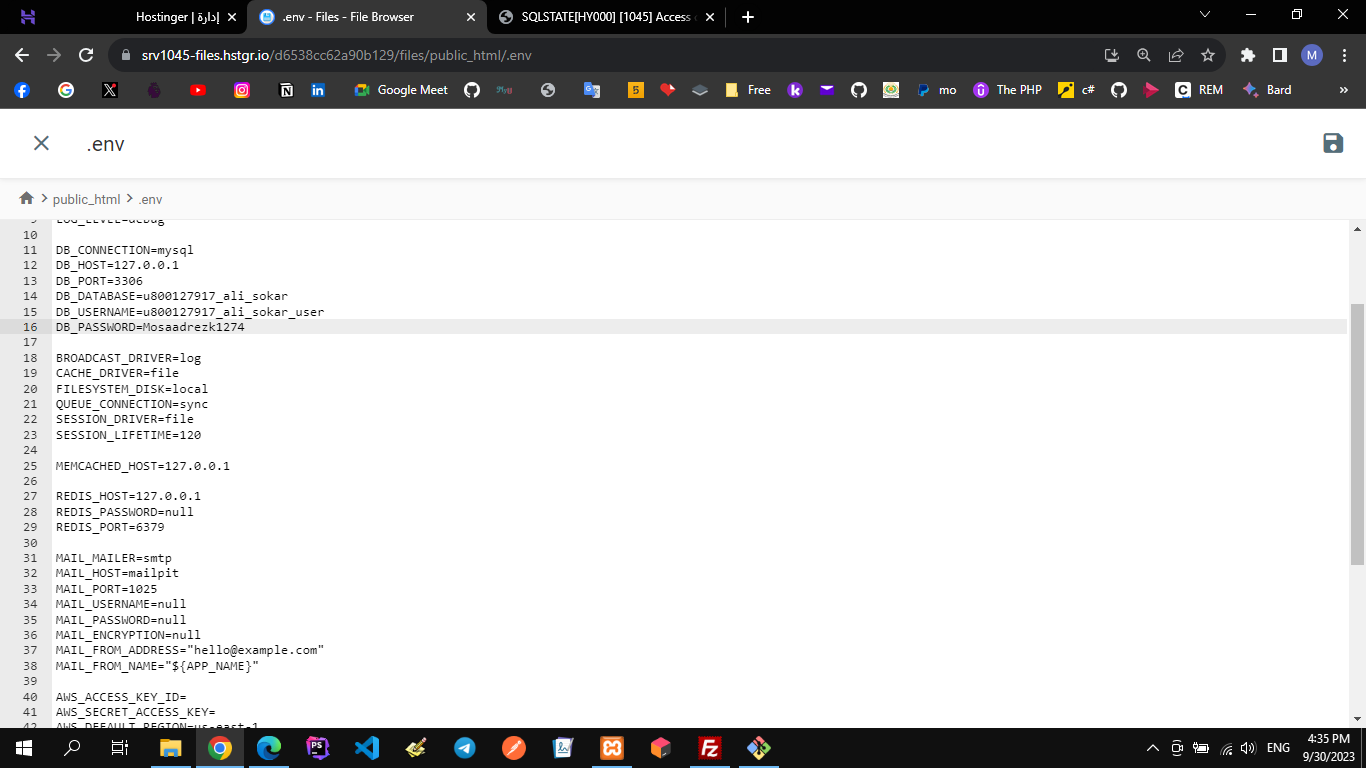 Hostinger | إدارة
.env - Files - File Browser
SQLSTATE[HY000] [1045] Access
srv1045-files.hstgr.io/d6538cc62a90b129/files/public_html/.env
M
Google Meet
5
Free
mo
The PHP
c#
REM
Bard
.env
public_html
.env
9 LOG_LEVEL=debug
10
11 DB_CONNECTION=mysql
12 DB_HOST=127.0.0.1
13 DB_PORT=3306
14 DB_DATABASE=u800127917_ali_sokar
15 DB_USERNAME=u800127917_ali_sokar_user
16 DB_PASSWORD=Mosaadrezk1274
17
18 BROADCAST_DRIVER=log
19 CACHE_DRIVER=file
20 FILESYSTEM_DISK=local
21 QUEUE_CONNECTION=sync
22 SESSION_DRIVER=file
23 SESSION_LIFETIME=120
24
25 MEMCACHED_HOST=127.0.0.1
26
27 REDIS_HOST=127.0.0.1
28 REDIS_PASSWORD=null
29 REDIS_PORT=6379
30
31 MAIL_MAILER=smtp
32 MAIL_HOST=mailpit
33 MAIL_PORT=1025
34 MAIL_USERNAME=null
35 MAIL_PASSWORD=null
36 MAIL_ENCRYPTION=null
37 MAIL_FROM_ADDRESS="hello@example.com"
38 MAIL_FROM_NAME="${APP_NAME}"
39
40 AWS_ACCESS_KEY_ID=
41 AWS_SECRET_ACCESS_KEY=
42 AWS_DEFAULT_REGION=us-east-1
ENG
4:35 PM
9/30/2023